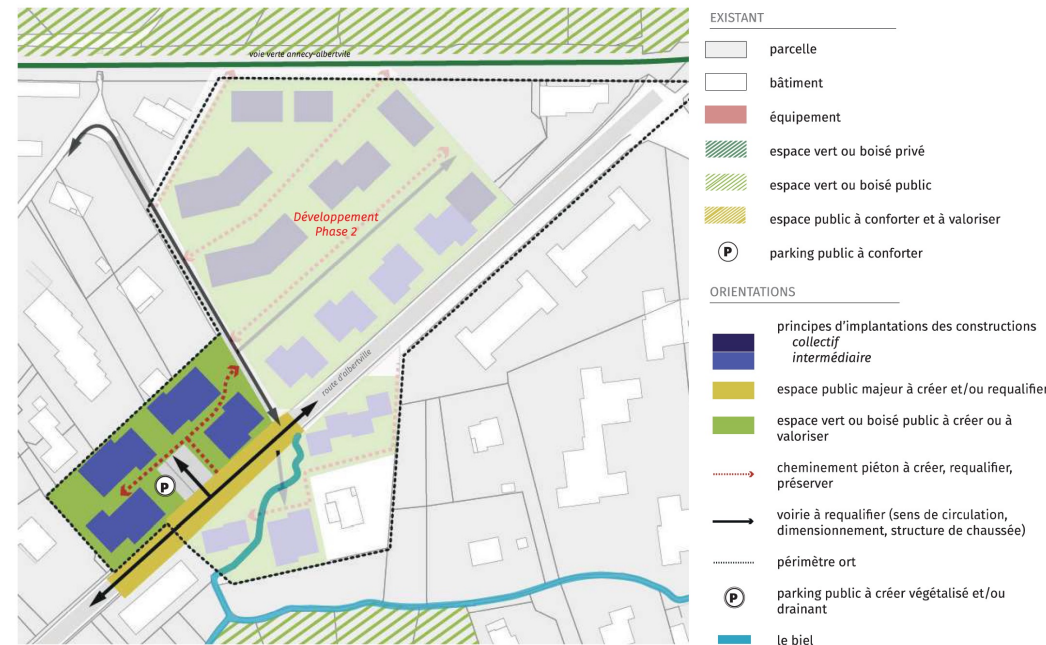 voie verte annecy-albertvile
Développement
Phase 2
route d'albertville
P
EXISTANT
parcelle
bâtiment
équipement
espace vert ou boisé privé
espace vert ou boisé public
espace public à conforter et à valoriser
P
parking public à conforter
ORIENTATIONS
principes d'implantations des constructions
collectif
intermédiaire
espace public majeur à créer et/ou requalifier
espace vert ou boisé public à créer ou à
valoriser
cheminement piéton à créer, requalifier,
préserver
voirie à requalifier (sens de circulation,
dimensionnement, structure de chaussée)
périmètre ort
P
parking public à créer végétalisé et/ou
drainant
le biel